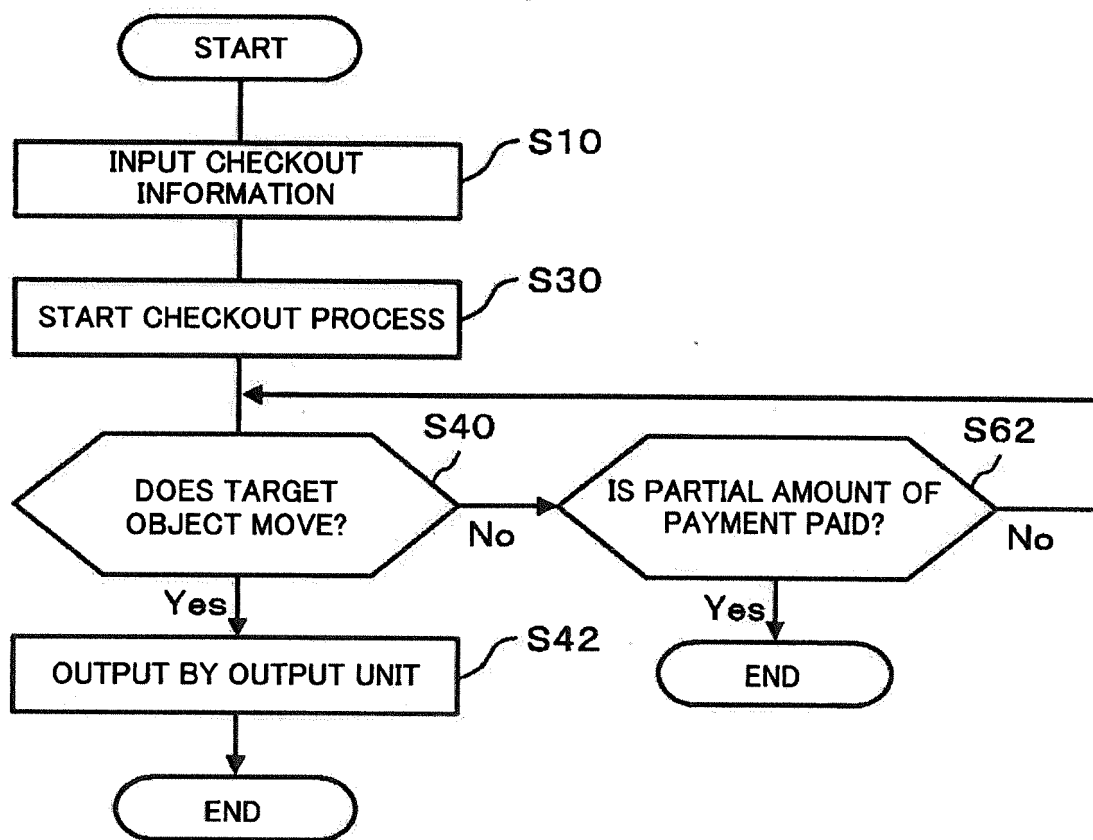 START
INPUT CHECKOUT
INFORMATION
S10
START CHECKOUT PROCESS
S30
DOES TARGET
OBJECT MOVE?
S40
No
IS PARTIAL AMOUNT OF
PAYMENT PAID?
S62
No
Yes
Yes
OUTPUT BY OUTPUT UNIT
S42
END
END